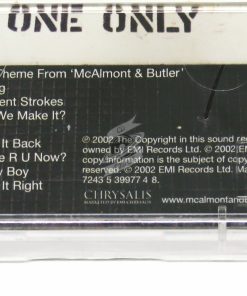 ONE ONLY
heme From 'McAlmont & Butler'
g
ent Strokes
We Make It?
It Back
e R U Now?
y Boy
It Right
℗ 2002 The Copyright in this sound re
owned by EMI Records Ltd. © 2002
copy information is the subject of copy
reserved. © 2002 EMI Records Ltd. Ma
7243 5 39977 4 8.
CHRYSALIS
www.mcalmontan